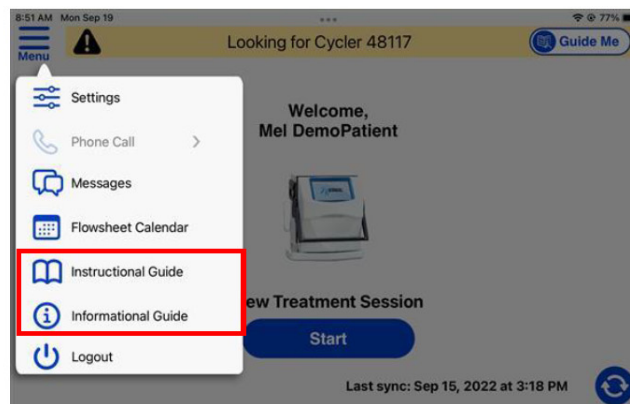 8:51 AM Mon Sep 19
77%
Menu
Looking for Cycler 48117
Guide Me
Settings
Phone Call
Messages
Flowsheet Calendar
Instructional Guide
Informational Guide
Logout
Welcome,
Mel DemoPatient
ew Treatment Session
Start
Last sync: Sep 15, 2022 at 3:18 PM